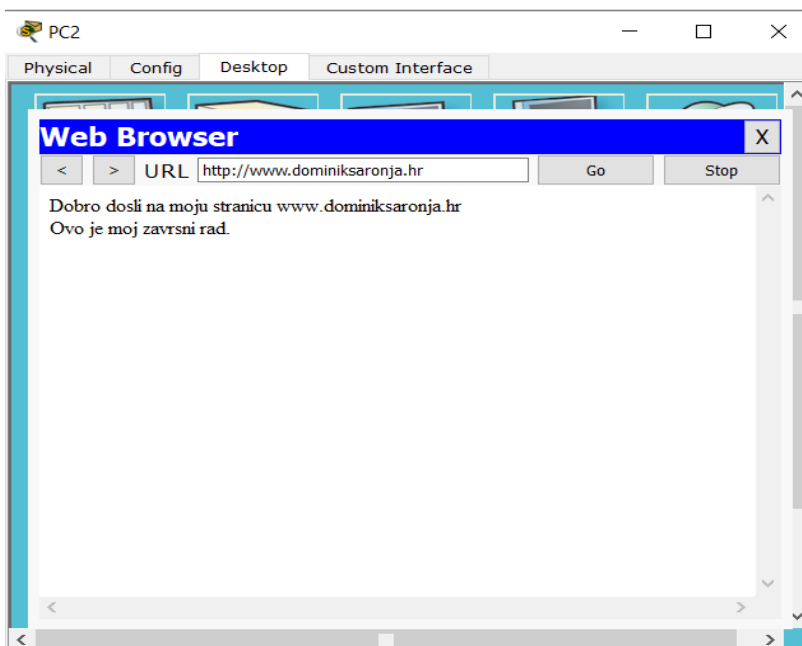 PC2
Physical Config Desktop Custom Interface
Web Browser X
< > URL http://www.dominiksaronja.hr Go Stop
Dobro dosli na moju stranicu www.dominiksaronja.hr
Ovo je moj zavrsni rad.